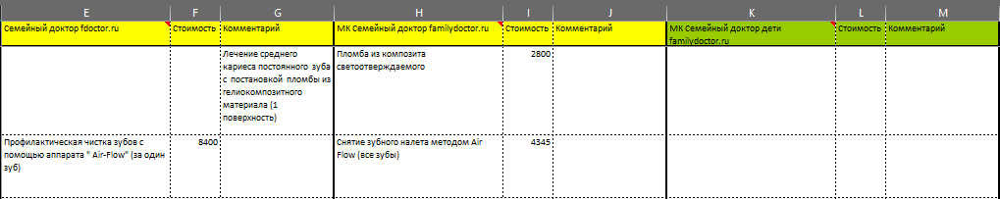 E F G H I J K L M
Семейный доктор fdoctor.ru Стоимость Комментарий МК Семейный доктор familydoctor.ru Стоимость Комментарий МК Семейный доктор дети Стоимость Комментарий
familydoctor.ru
Лечение среднего Пломба из композита 2800
кариеса постоянного зуба светоотверждаемого
с постановкой пломбы из
гелиокомпозитного
материала (1
поверхность)
Профилактическая чистка зубов с 8400 Снятие зубного налета методом Air 4345
помощью аппарата " Air-Flow" (за один Flow (все зубы)
зуб)